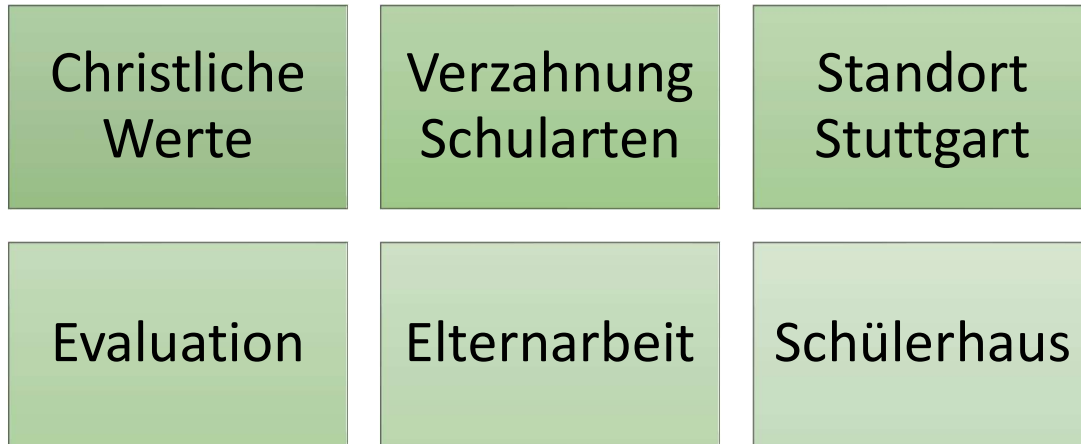 Christliche
Werte
Verzahnung
Schularten
Standort
Stuttgart
Evaluation
Elternarbeit
Schülerhaus